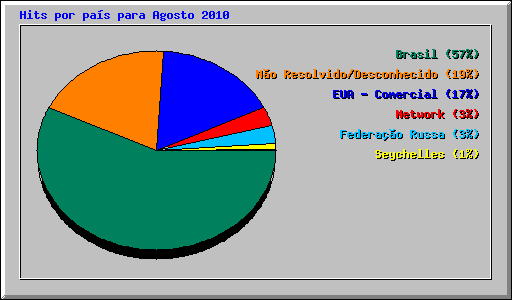 Hits por país para Agosto 2010
Brasil (57%)
Não Resolvido/Desconhecido (19%)
EUA - Comercial (17%)
Network (3%)
Federação Russa (3%)
Seychelles (1%)